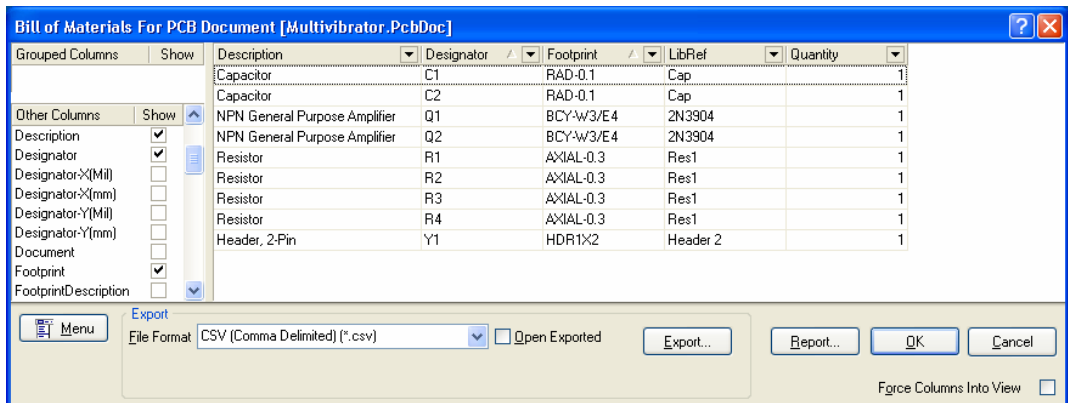 Bill of Materials For PCB Document [Multivibrator.PcbDoc]
Grouped Columns Show
Other Columns Show
Description
Designator
Designator-X(Mil)
Designator-X(mm)
Designator-Y(Mil)
Designator-Y(mm)
Document
Footprint
FootprintDescription
Description Designator Footprint LibRef Quantity
Capacitor C1 RAD-0.1 Cap 1
Capacitor C2 RAD-0.1 Cap 1
NPN General Purpose Amplifier Q1 BCY-W3/E4 2N3904 1
NPN General Purpose Amplifier Q2 BCY-W3/E4 2N3904 1
Resistor R1 AXIAL-0.3 Res1 1
Resistor R2 AXIAL-0.3 Res1 1
Resistor R3 AXIAL-0.3 Res1 1
Resistor R4 AXIAL-0.3 Res1 1
Header, 2-Pin Y1 HDR1X2 Header 2 1
Menu
Export
File Format CSV (Comma Delimited) (*.csv) Open Exported Export... Report... OK Cancel
Force Columns Into View